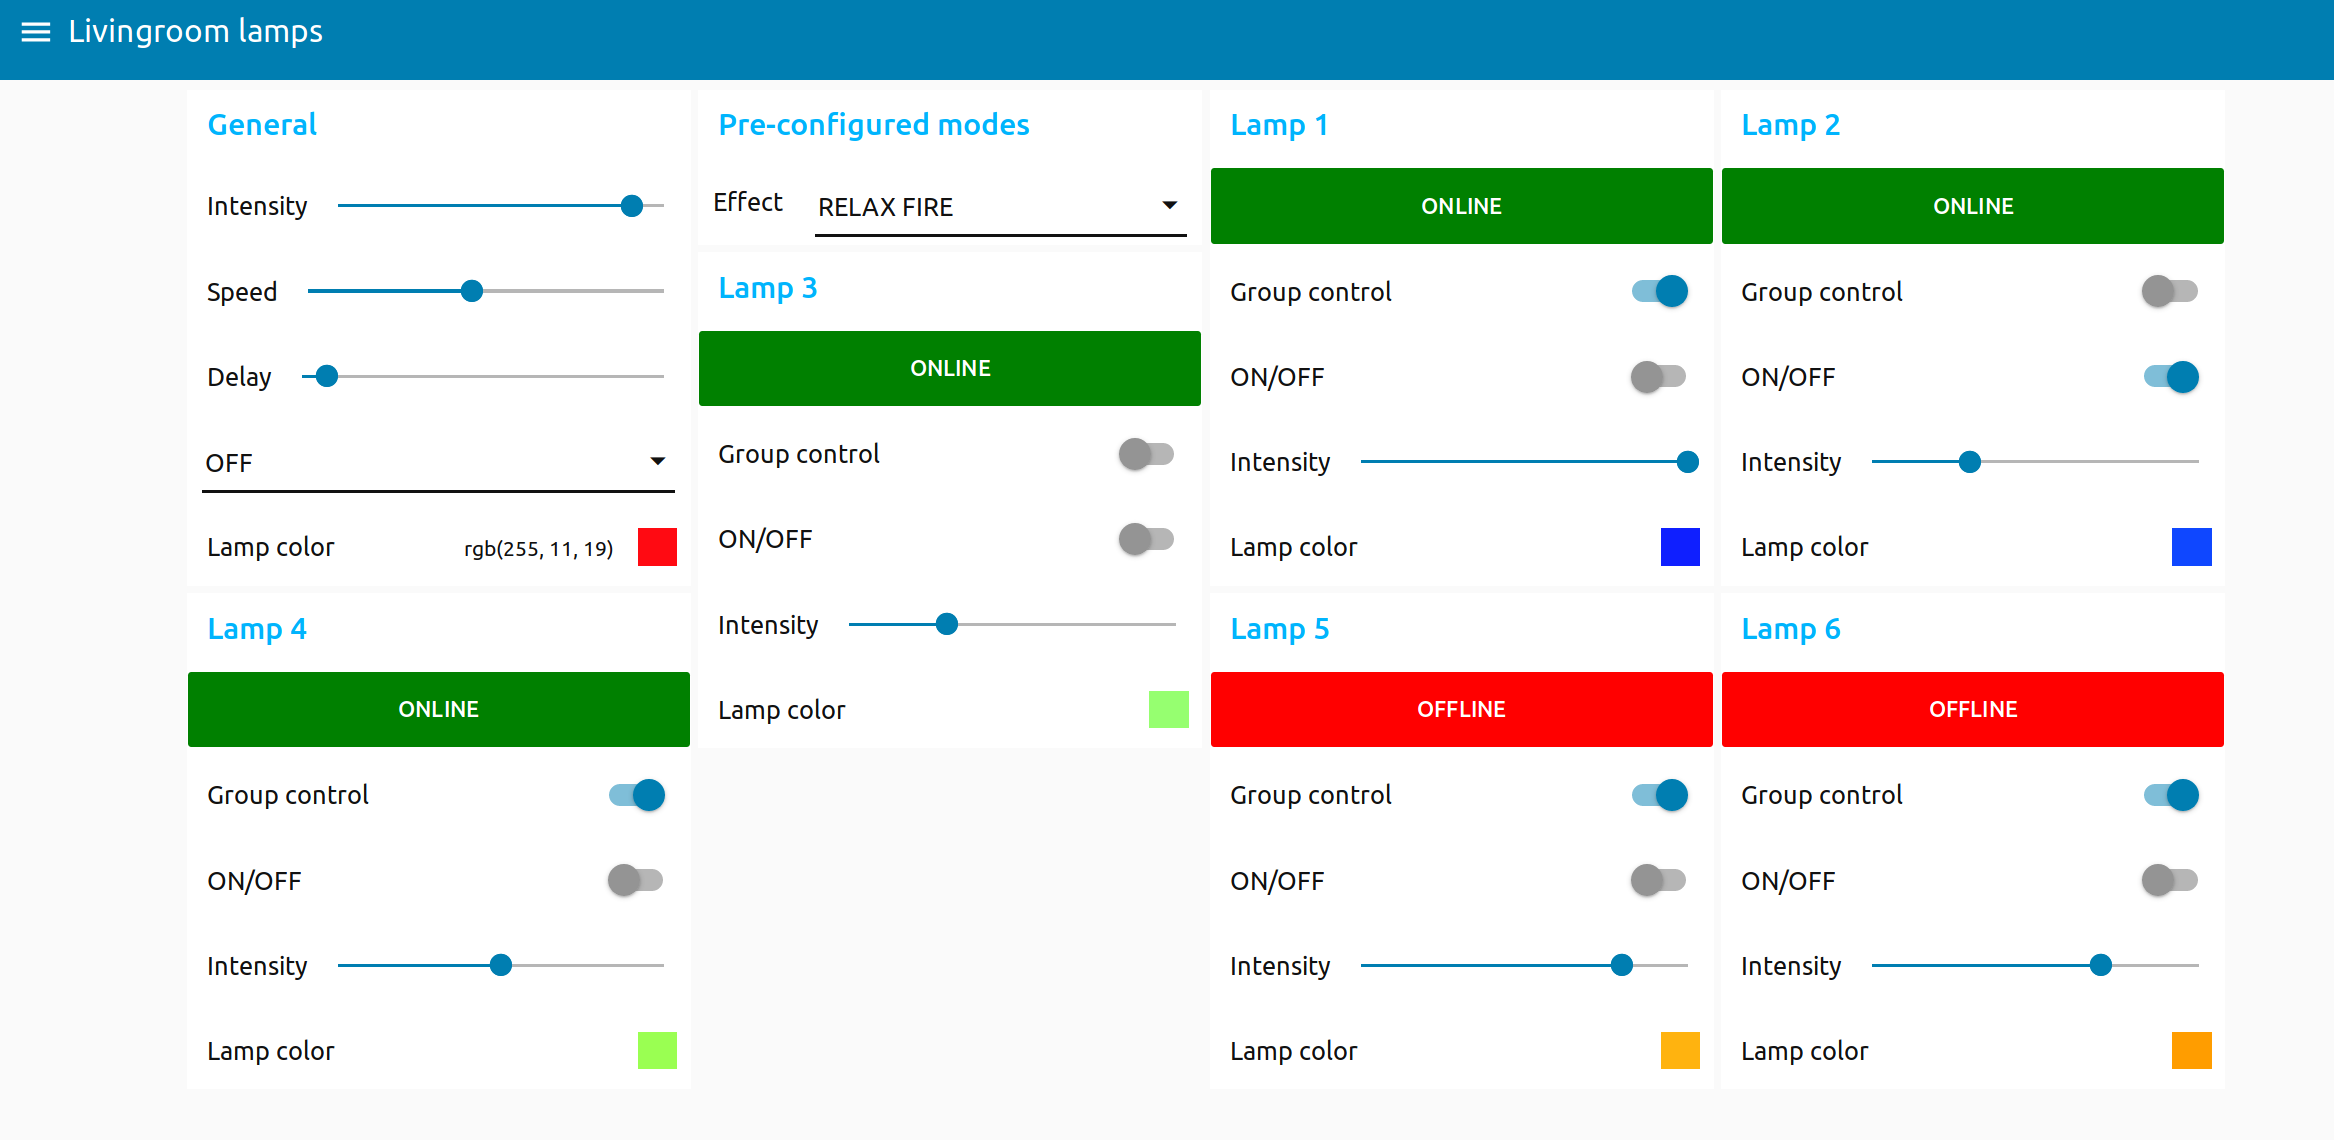 Livingroom lamps
General
Intensity
Speed
Delay
OFF
Lamp color rgb(255, 11, 19)
Pre-configured modes
Effect RELAX FIRE
Lamp 1
ONLINE
Group control
ON/OFF
Intensity
Lamp color
Lamp 2
ONLINE
Group control
ON/OFF
Intensity
Lamp color
Lamp 3
ONLINE
Group control
ON/OFF
Intensity
Lamp color
Lamp 4
ONLINE
Group control
ON/OFF
Intensity
Lamp color
Lamp 5
OFFLINE
Group control
ON/OFF
Intensity
Lamp color
Lamp 6
OFFLINE
Group control
ON/OFF
Intensity
Lamp color